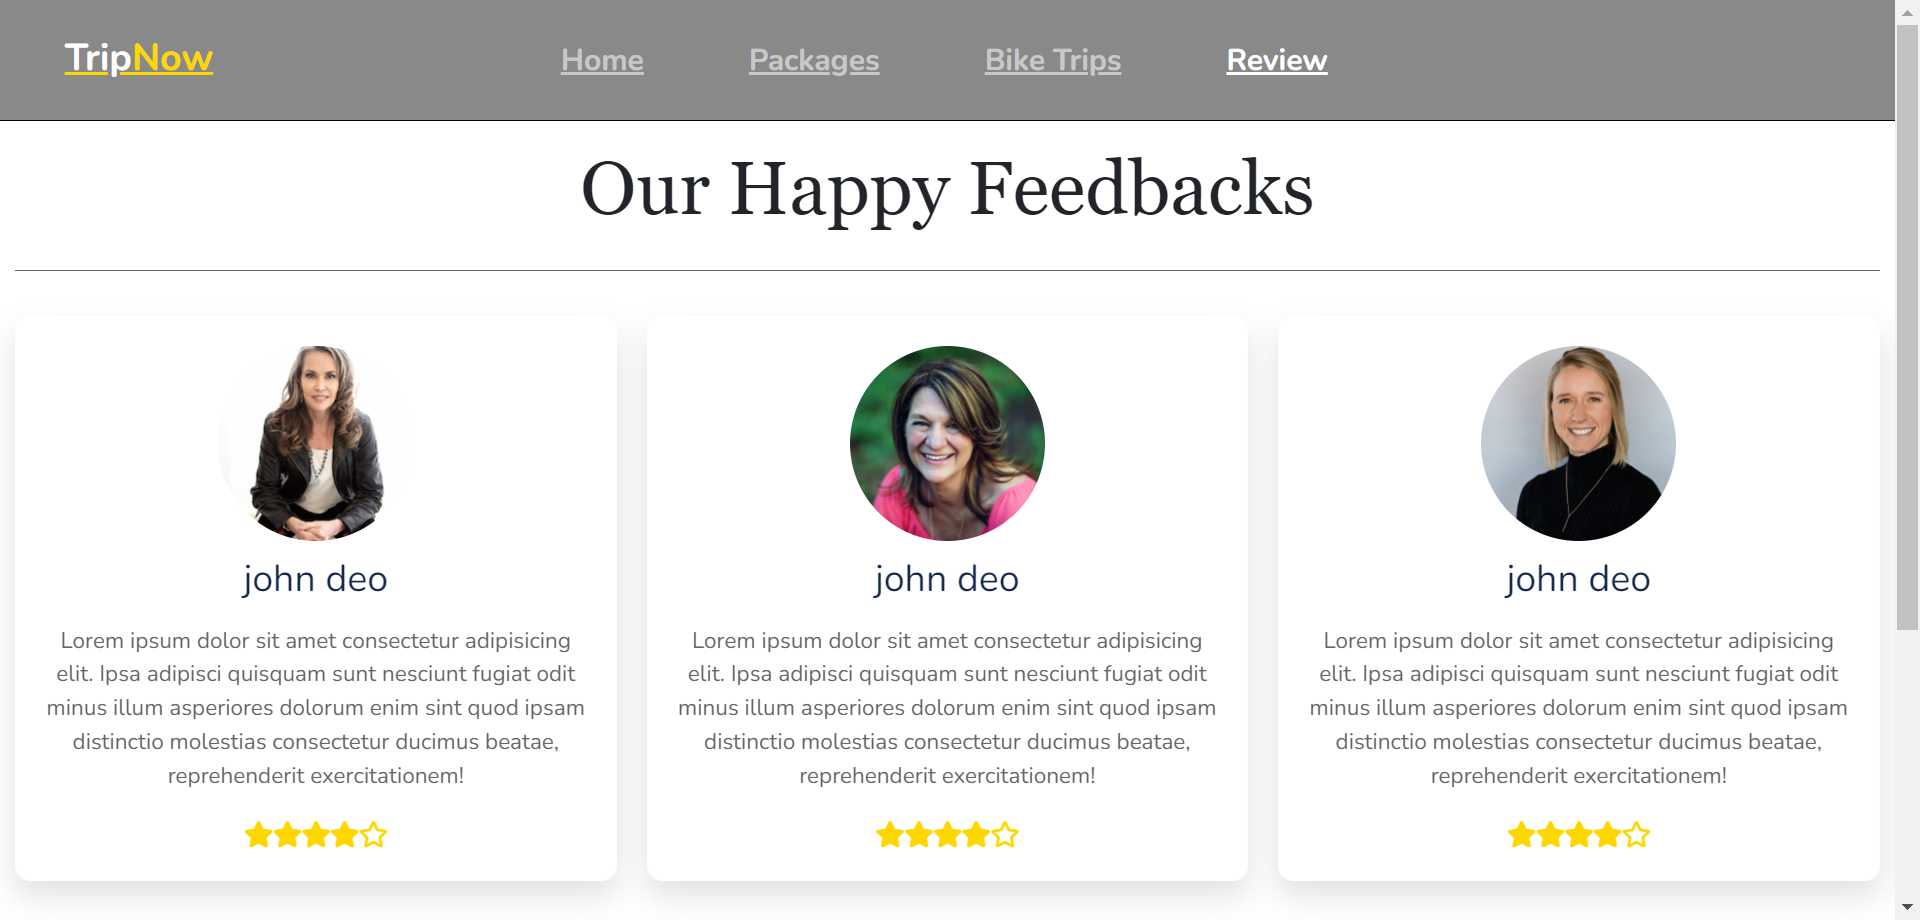 TripNow
Home Packages Bike Trips Review
Our Happy Feedbacks
john deo
Lorem ipsum dolor sit amet consectetur adipisicing
elit. Ipsa adipisci quisquam sunt nesciunt fugiat odit
minus illum asperiores dolorum enim sint quod ipsam
distinctio molestias consectetur ducimus beatae,
reprehenderit exercitationem!
john deo
Lorem ipsum dolor sit amet consectetur adipisicing
elit. Ipsa adipisci quisquam sunt nesciunt fugiat odit
minus illum asperiores dolorum enim sint quod ipsam
distinctio molestias consectetur ducimus beatae,
reprehenderit exercitationem!
john deo
Lorem ipsum dolor sit amet consectetur adipisicing
elit. Ipsa adipisci quisquam sunt nesciunt fugiat odit
minus illum asperiores dolorum enim sint quod ipsam
distinctio molestias consectetur ducimus beatae,
reprehenderit exercitationem!